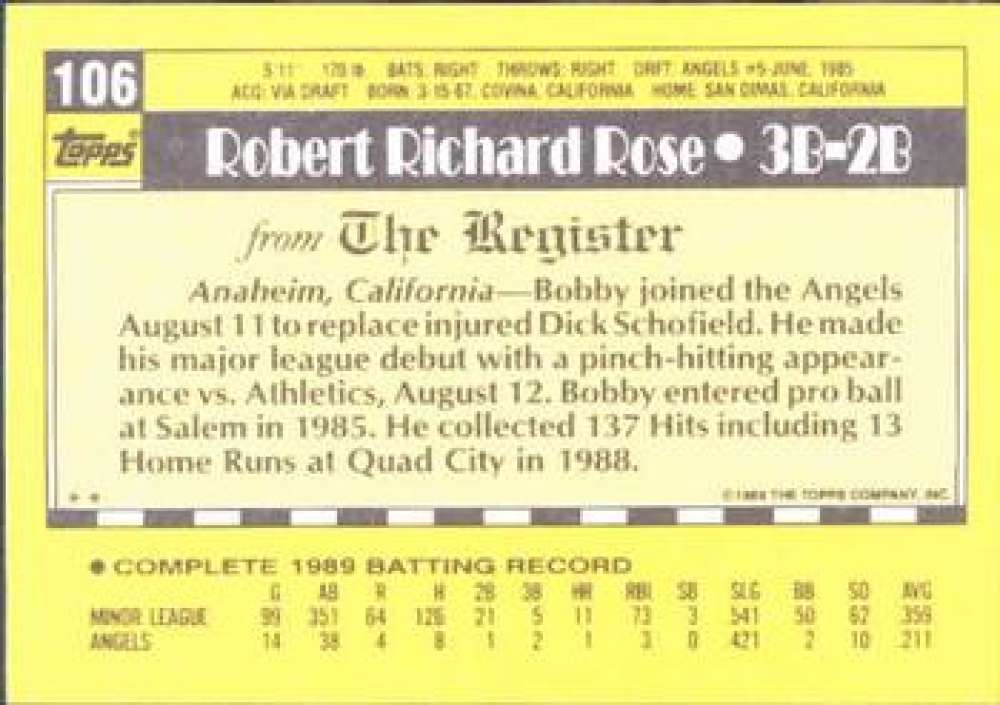 106
5'11" 170 lb BATS: RIGHT THROWS: RIGHT DRFT: ANGELS #5-JUNE, 1985
ACQ: VIA DRAFT BORN: 3-15-67, COVINA, CALIFORNIA HOME: SAN DIMAS, CALIFORNIA
Topps®
Robert Richard Rose • 3B-2B
from The Register
Anaheim, California—Bobby joined the Angels
August 11 to replace injured Dick Schofield. He made
his major league debut with a pinch-hitting appear-
ance vs. Athletics, August 12. Bobby entered pro ball
at Salem in 1985. He collected 137 Hits including 13
Home Runs at Quad City in 1988.
* * © 1989 THE TOPPS COMPANY, INC.
• COMPLETE 1989 BATTING RECORD
G AB R H 2B 3B HR RBI SB SLG BB SO AVG
MINOR LEAGUE 99 351 64 126 21 5 11 73 3 .541 50 62 .359
ANGELS 14 38 4 8 1 2 1 3 0 .421 2 10 .211